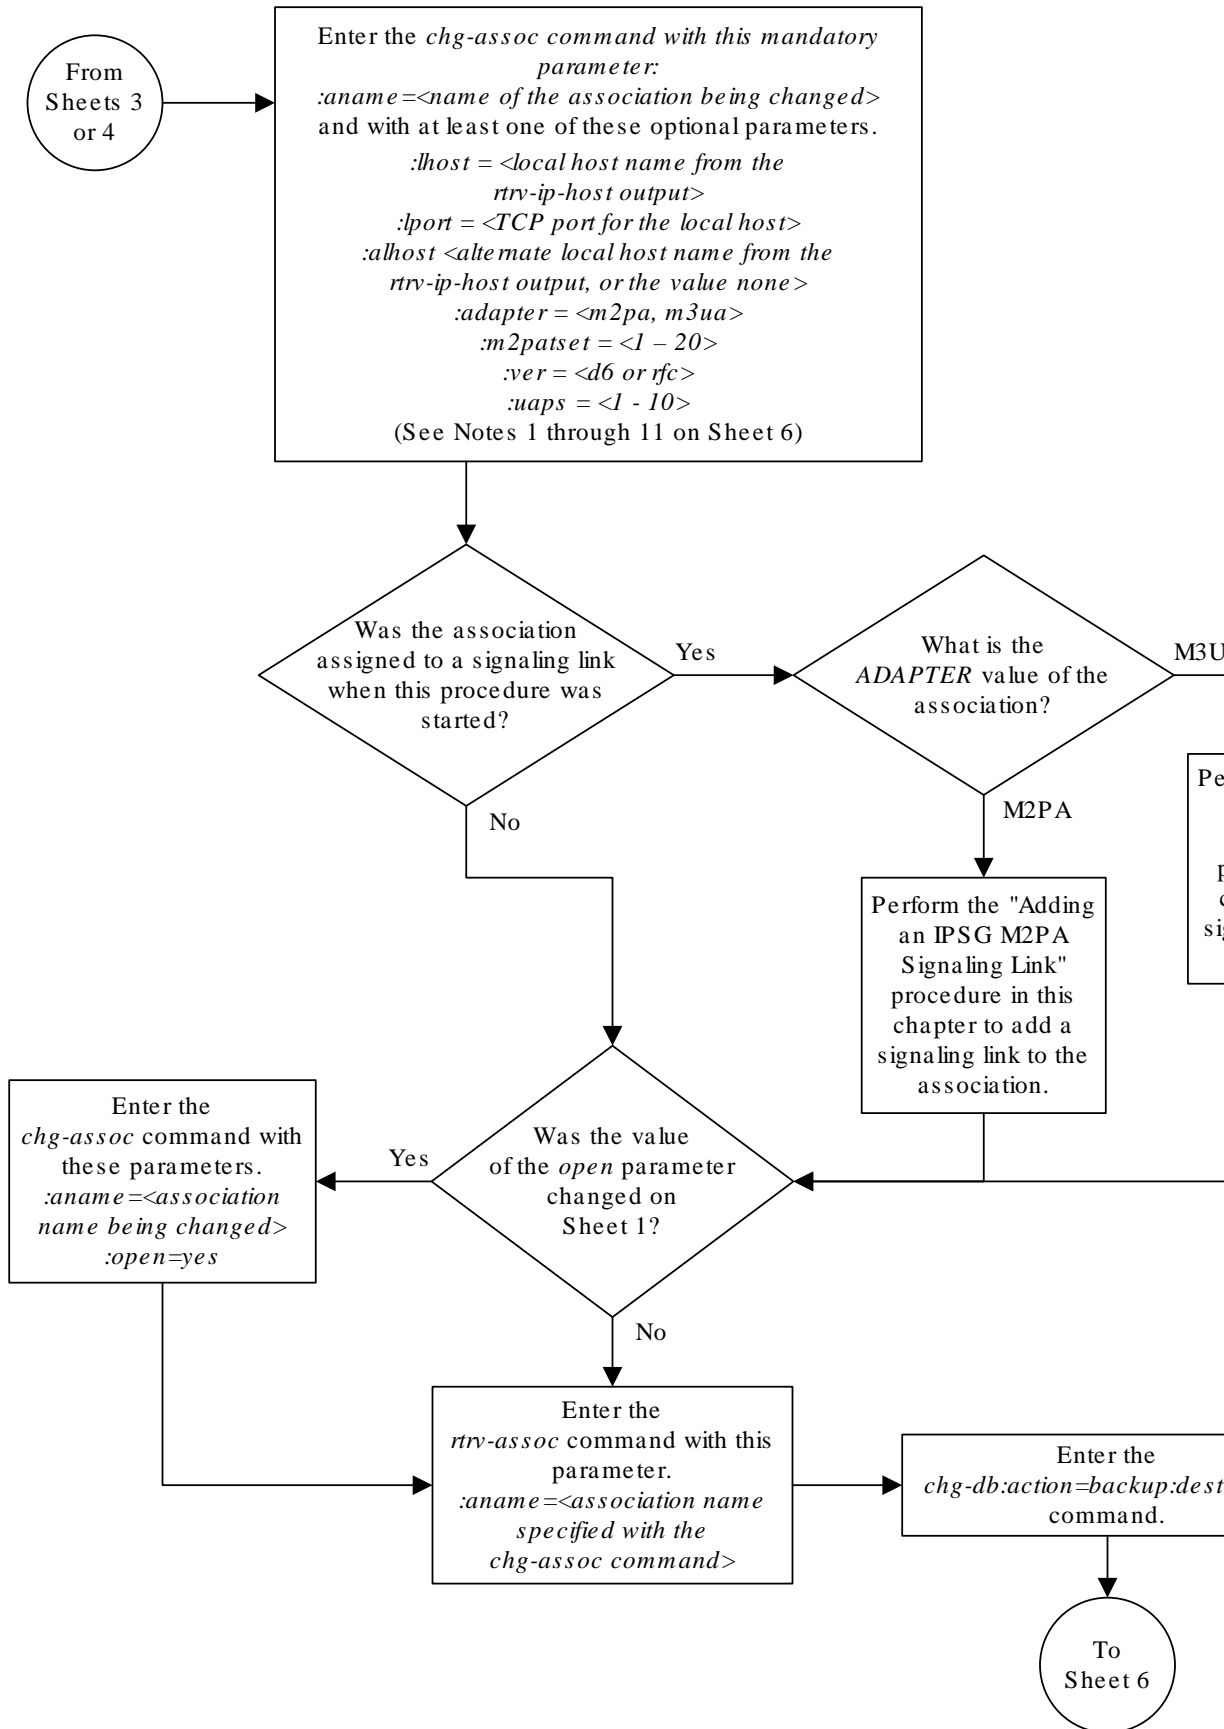 From
Sheets 3
or 4
Enter the chg-assoc command with this mandatory
parameter:
:aname=<name of the association being changed>
and with at least one of these optional parameters.
:lhost = <local host name from the
rtrv-ip-host output>
:lport = <TCP port for the local host>
:alhost <alternate local host name from the
rtrv-ip-host output, or the value none>
:adapter = <m2pa, m3ua>
:m2patset = <1 – 20>
:ver = <d6 or rfc>
:uaps = <1 - 10>
(See Notes 1 through 11 on Sheet 6)
Was the association
assigned to a signaling link
when this procedure was
started?
Yes
What is the
ADAPTER value of the
association?
M3U
No
M2PA
Pe
p
c
sig
Perform the "Adding
an IPSG M2PA
Signaling Link"
procedure in this
chapter to add a
signaling link to the
association.
Enter the
chg-assoc command with
these parameters.
:aname=<association
name being changed>
:open=yes
Yes
Was the value
of the open parameter
changed on
Sheet 1?
No
Enter the
rtrv-assoc command with this
parameter.
:aname=<association name
specified with the
chg-assoc command>
Enter the
chg-db:action=backup:dest
command.
To
Sheet 6